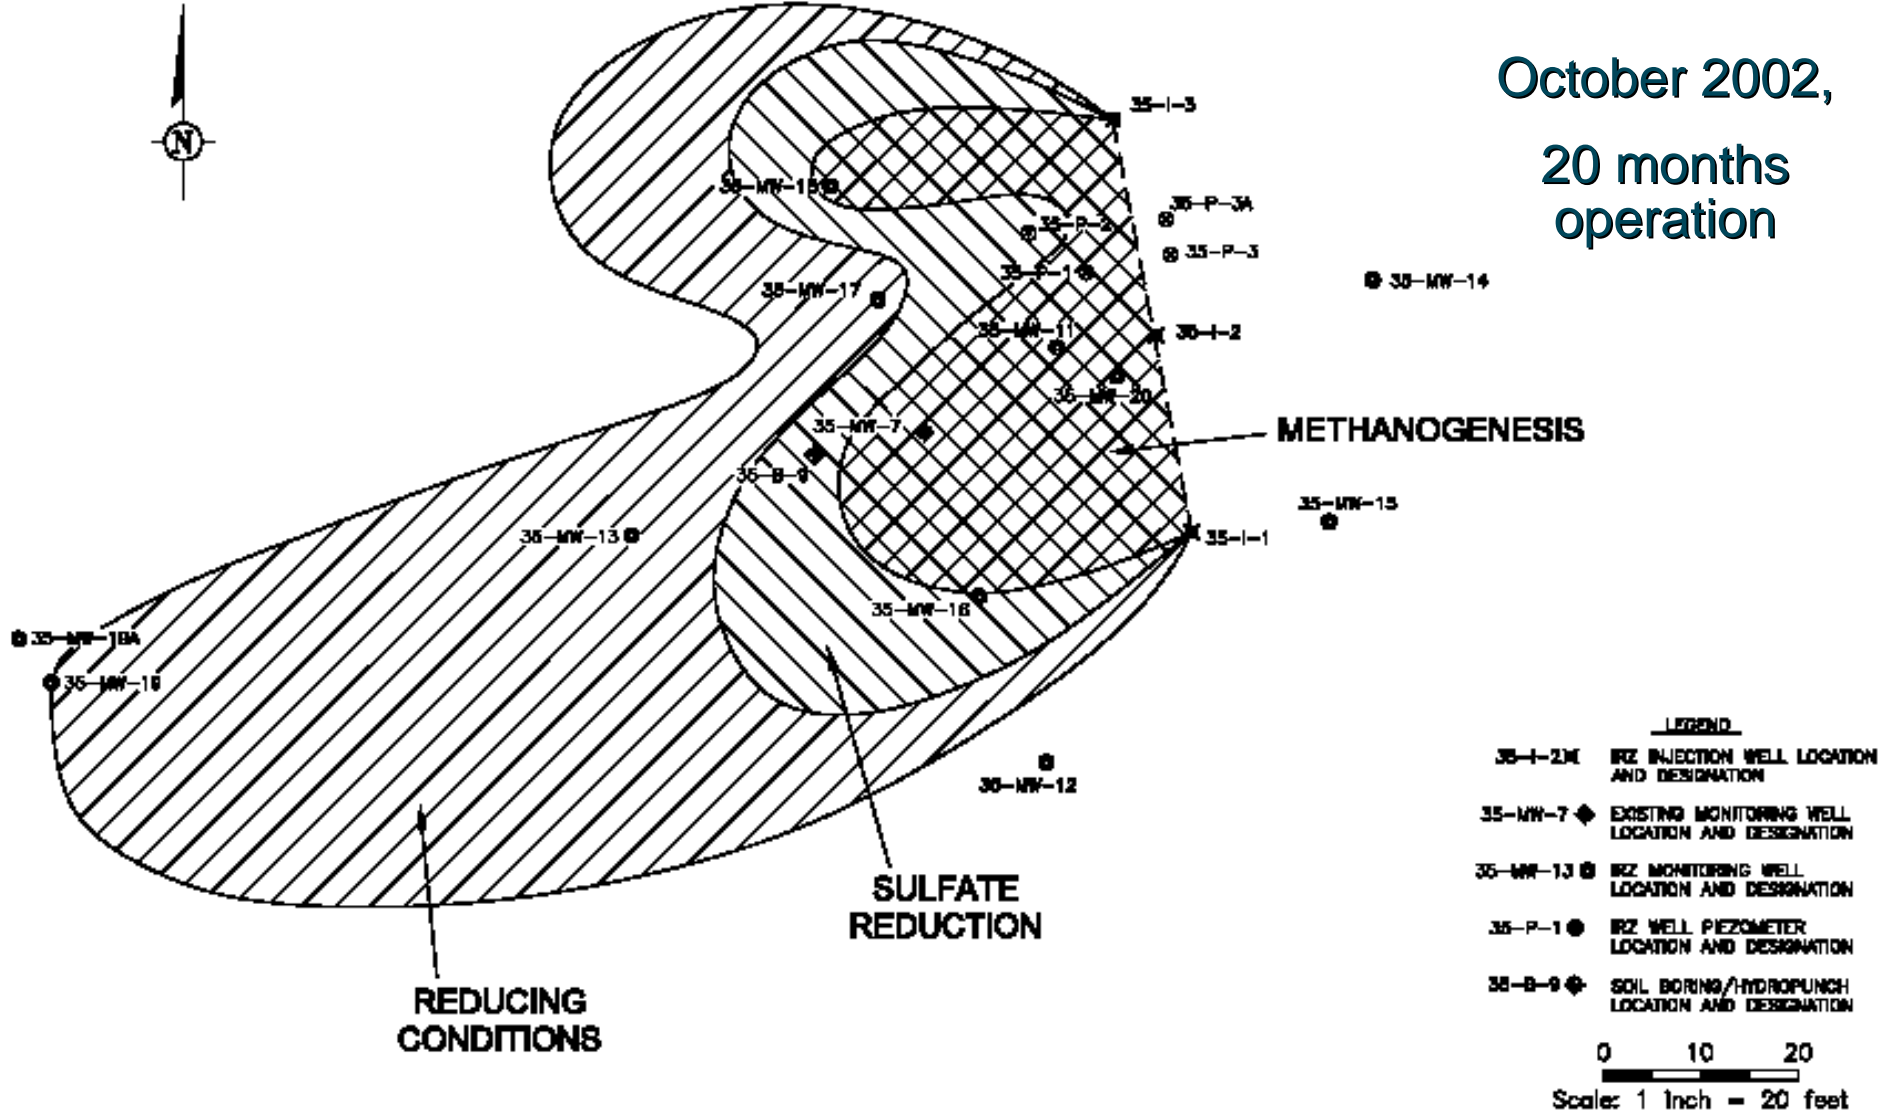 October 2002,
20 months
operation
N
35-I-3
35-MW-18
35-P-3A
35-P-2
35-P-3
35-P-1
35-MW-14
35-MW-17
35-MW-11
35-I-2
35-MW-20
35-MW-7
METHANOGENESIS
35-B-9
35-MW-15
35-MW-13
35-I-1
35-MW-16
35-MW-19A
35-MW-19
35-MW-12
SULFATE
REDUCTION
REDUCING
CONDITIONS
LEGEND
35-I-2 IRZ INJECTION WELL LOCATION
AND DESIGNATION
35-MW-7 EXISTING MONITORING WELL
LOCATION AND DESIGNATION
35-MW-13 IRZ MONITORING WELL
LOCATION AND DESIGNATION
35-P-1 IRZ WELL PIEZOMETER
LOCATION AND DESIGNATION
35-B-9 SOIL BORING/HYDROPUNCH
LOCATION AND DESIGNATION
0 10 20
Scale: 1 inch = 20 feet